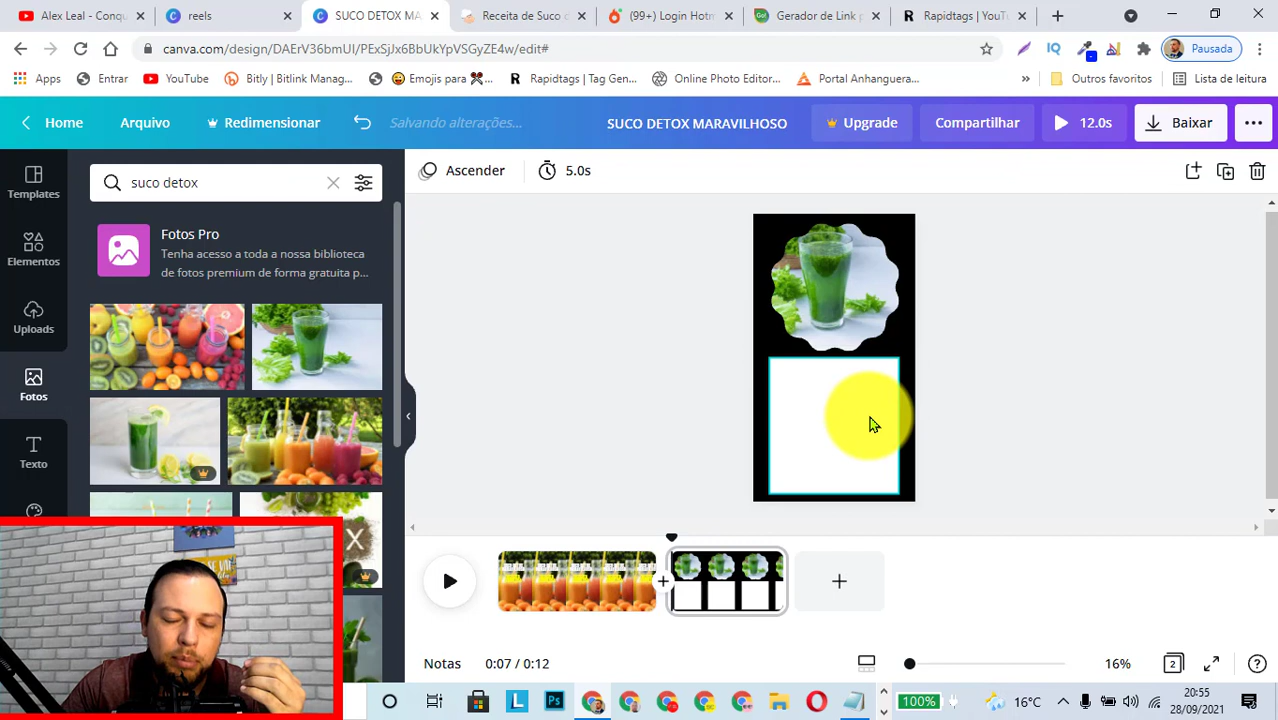 Alex Leal - Conqu
reels
SUCO DETOX MA
Receita de Suco d
(99+) Login Hotm
Gerador de Link p
Rapidtags | YouTu
canva.com/design/DAErV36bmUI/PExSjJx6BbUkYpVSGyZE4w/edit#
Pausada
Apps
Entrar
YouTube
Bitly | Bitlink Manag...
Emojis para
Rapidtags | Tag Gen...
Online Photo Editor...
Portal Anhanguera...
Outros favoritos
Lista de leitura
Home
Arquivo
Redimensionar
Salvando alterações...
SUCO DETOX MARAVILHOSO
Upgrade
Compartilhar
12.0s
Baixar
Templates
Elementos
Uploads
Fotos
Texto
suco detox
Fotos Pro
Tenha acesso a toda a nossa biblioteca
de fotos premium de forma gratuita p...
Ascender
5.0s
Notas
0:07 / 0:12
16%
2
100%
16°C
20:53
28/09/2021